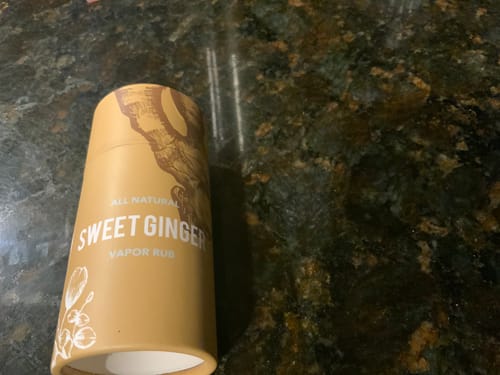 ALL NATURAL
SWEET GINGER
VAPOR RUB